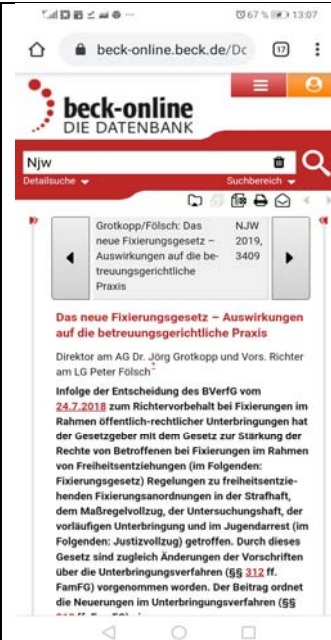 67 % 13:07
beck-online.beck.de/Dc
17
beck-online
DIE DATENBANK
Njw
Detailsuche
Suchbereich
Grotkopp/Fölsch: Das
neue Fixierungsgesetz –
Auswirkungen auf die be-
treuungsgerichtliche
Praxis
NJW
2019,
3409
Das neue Fixierungsgesetz – Auswirkungen
auf die betreuungsgerichtliche Praxis
Direktor am AG Dr. Jörg Grotkopp und Vors. Richter
am LG Peter Fölsch*
Infolge der Entscheidung des BVerfG vom
24.7.2018 zum Richtervorbehalt bei Fixierungen im
Rahmen öffentlich-rechtlicher Unterbringungen hat
der Gesetzgeber mit dem Gesetz zur Stärkung der
Rechte von Betroffenen bei Fixierungen im Rahmen
von Freiheitsentziehungen (im Folgenden:
Fixierungsgesetz) Regelungen zu freiheitsentzie-
henden Fixierungsanordnungen in der Strafhaft,
dem Maßregelvollzug, der Untersuchungshaft, der
vorläufigen Unterbringung und im Jugendarrest (im
Folgenden: Justizvollzug) getroffen. Durch dieses
Gesetz sind zugleich Änderungen der Vorschriften
über die Unterbringungsverfahren (§§ 312 ff.
FamFG) vorgenommen worden. Der Beitrag ordnet
die Neuerungen im Unterbringungsverfahren (§§